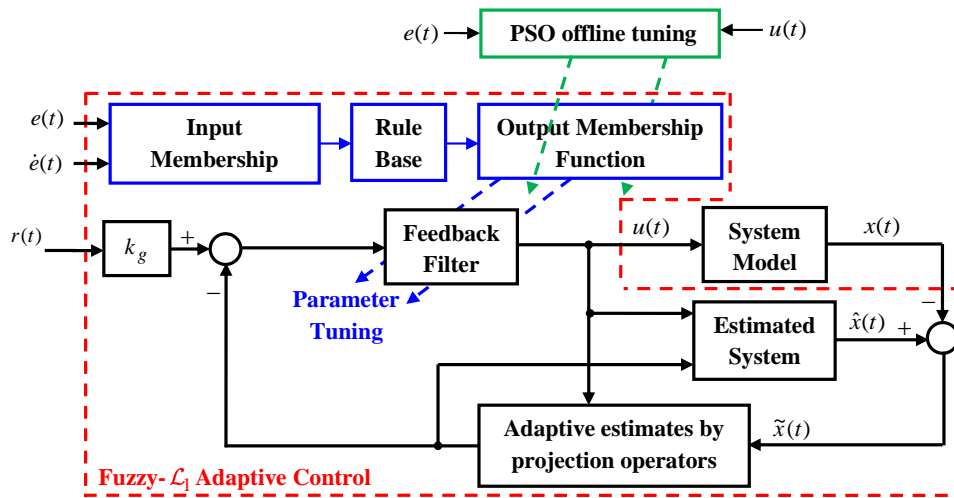 e(t)
PSO offline tuning
u(t)
e(t)
ė(t)
Input
Membership
Rule
Base
Output Membership
Function
r(t)
k_g
+
−
Feedback
Filter
u(t)
System
Model
x(t)
Parameter
Tuning
Estimated
System
x̂(t)
+
−
Adaptive estimates by
projection operators
x̃(t)
Fuzzy- ℒ₁ Adaptive Control